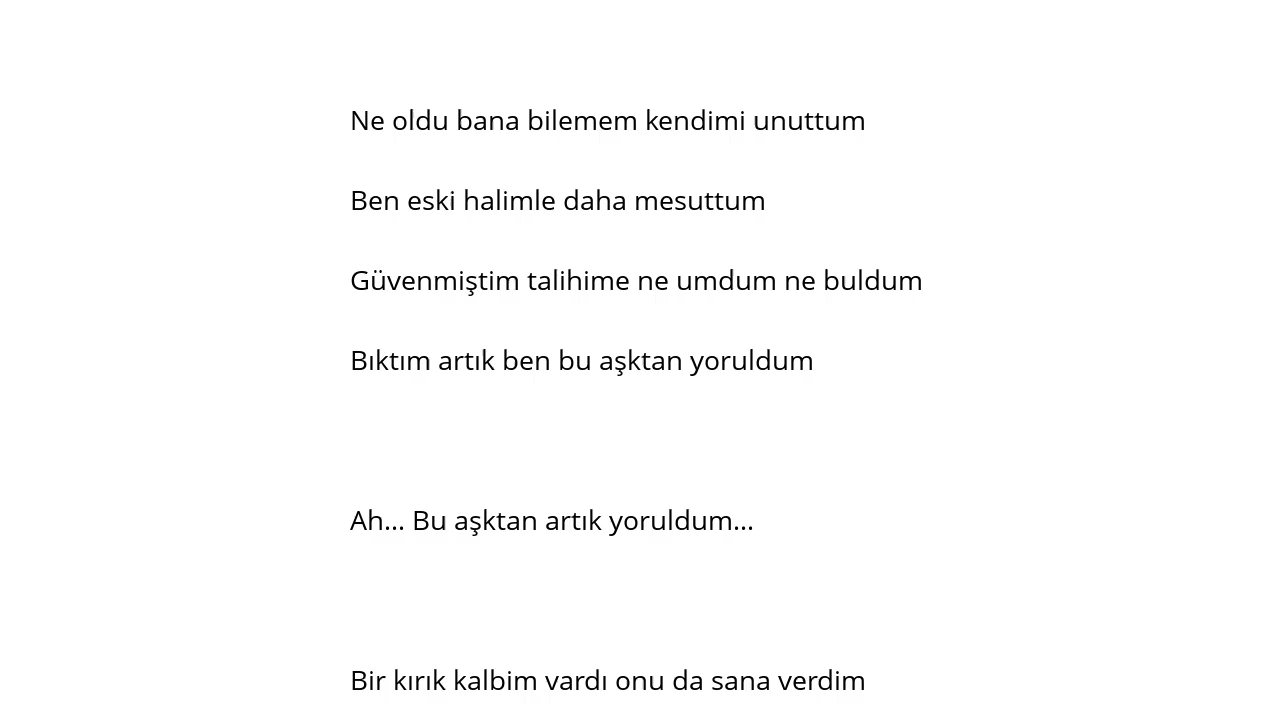 Ne oldu bana bilemem kendimi unuttum
Ben eski halimle daha mesuttum
Güvenmiştim talihime ne umdum ne buldum
Bıktım artık ben bu aşktan yoruldum
Ah... Bu aşktan artık yoruldum...
Bir kırık kalbim vardı onu da sana verdim